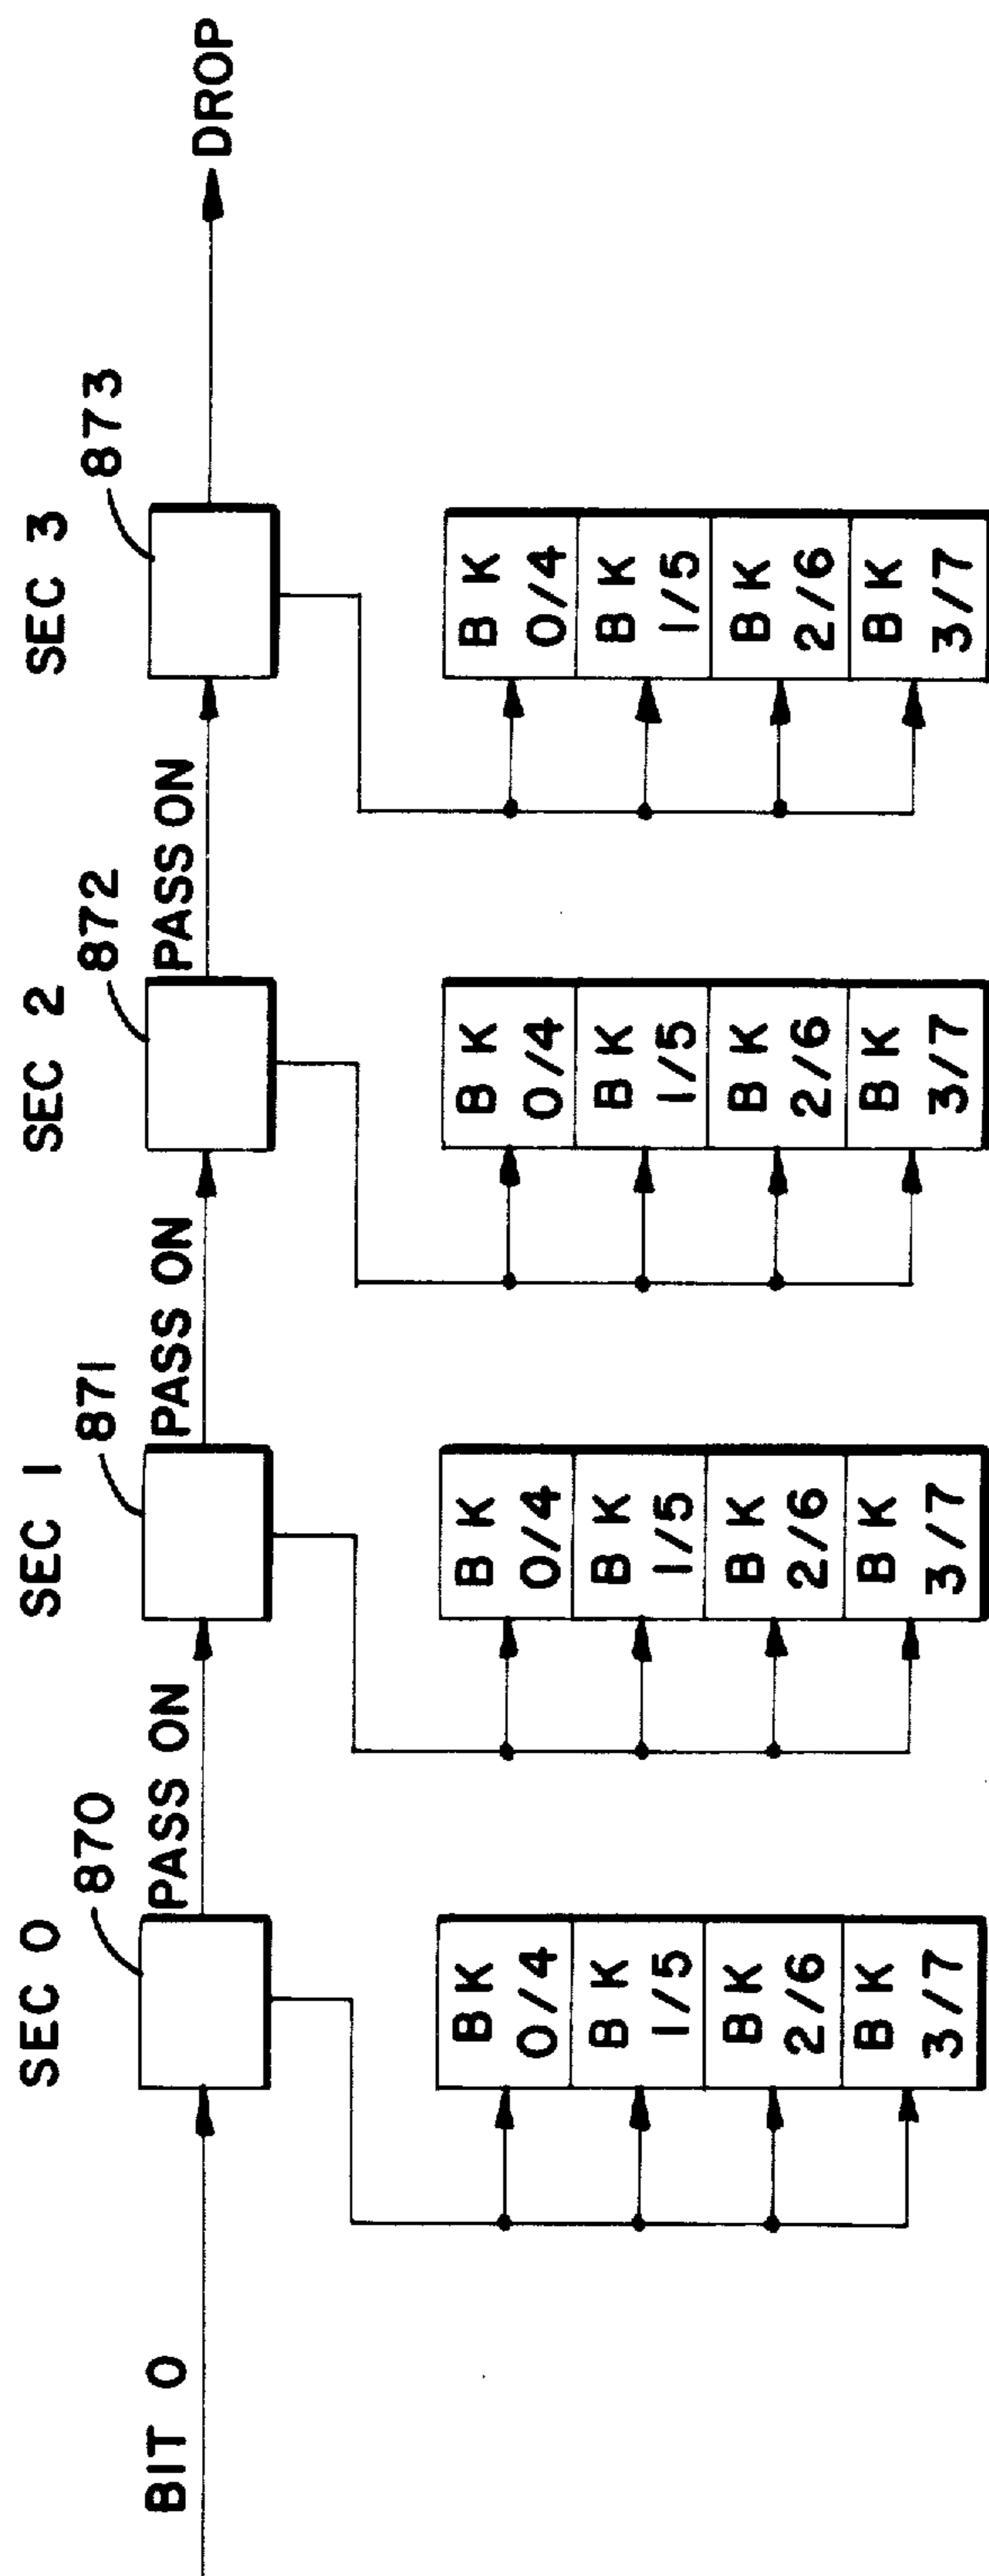 SEC 0
SEC 1
SEC 2
SEC 3
870
871
872
873
BIT 0
PASS ON
PASS ON
PASS ON
DROP
BK
0/4
BK
1/5
BK
2/6
BK
3/7
BK
0/4
BK
1/5
BK
2/6
BK
3/7
BK
0/4
BK
1/5
BK
2/6
BK
3/7
BK
0/4
BK
1/5
BK
2/6
BK
3/7